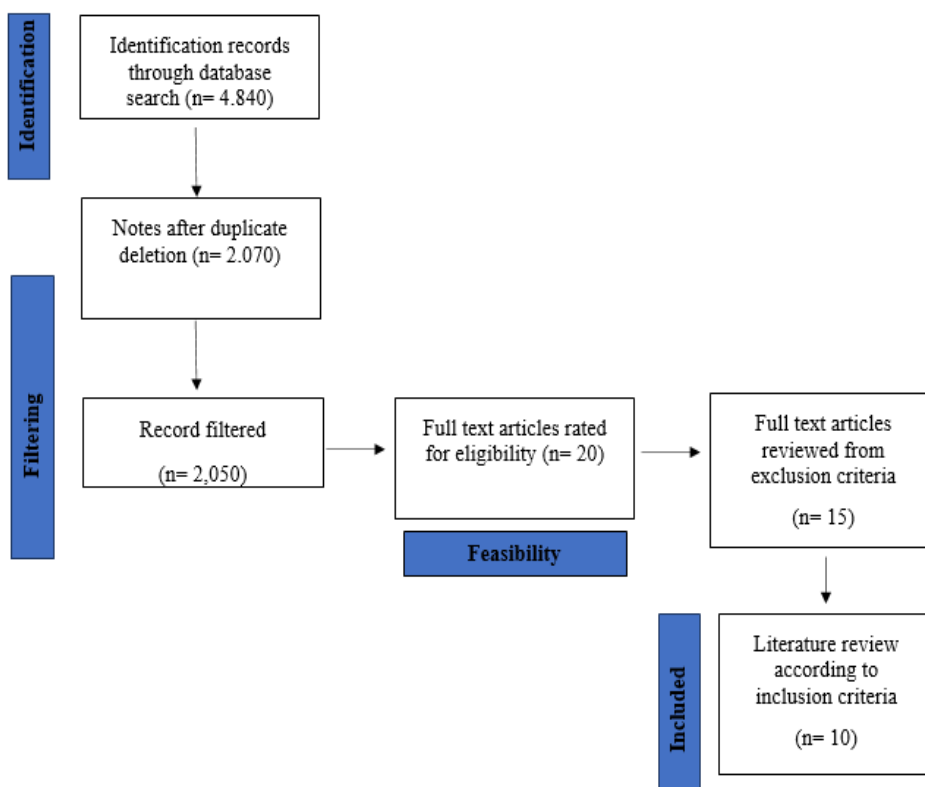 Identification
Identification records
through database
search (n= 4.840)
Notes after duplicate
deletion (n= 2.070)
Filtering
Record filtered
(n= 2,050)
Full text articles rated
for eligibility (n= 20)
Feasibility
Full text articles
reviewed from
exclusion criteria
(n= 15)
Included
Literature review
according to
inclusion criteria
(n= 10)